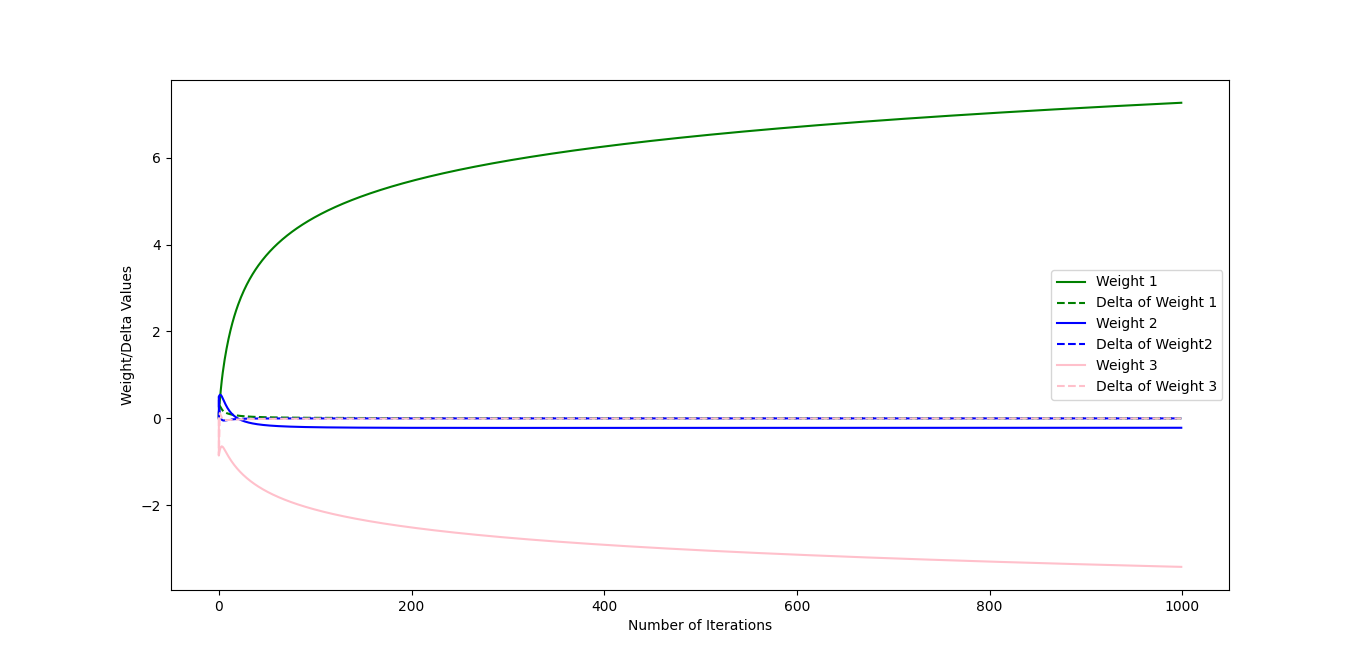 6
4
2
0
−2
Weight/Delta Values
Weight 1
Delta of Weight 1
Weight 2
Delta of Weight2
Weight 3
Delta of Weight 3
0 200 400 600 800 1000
Number of Iterations